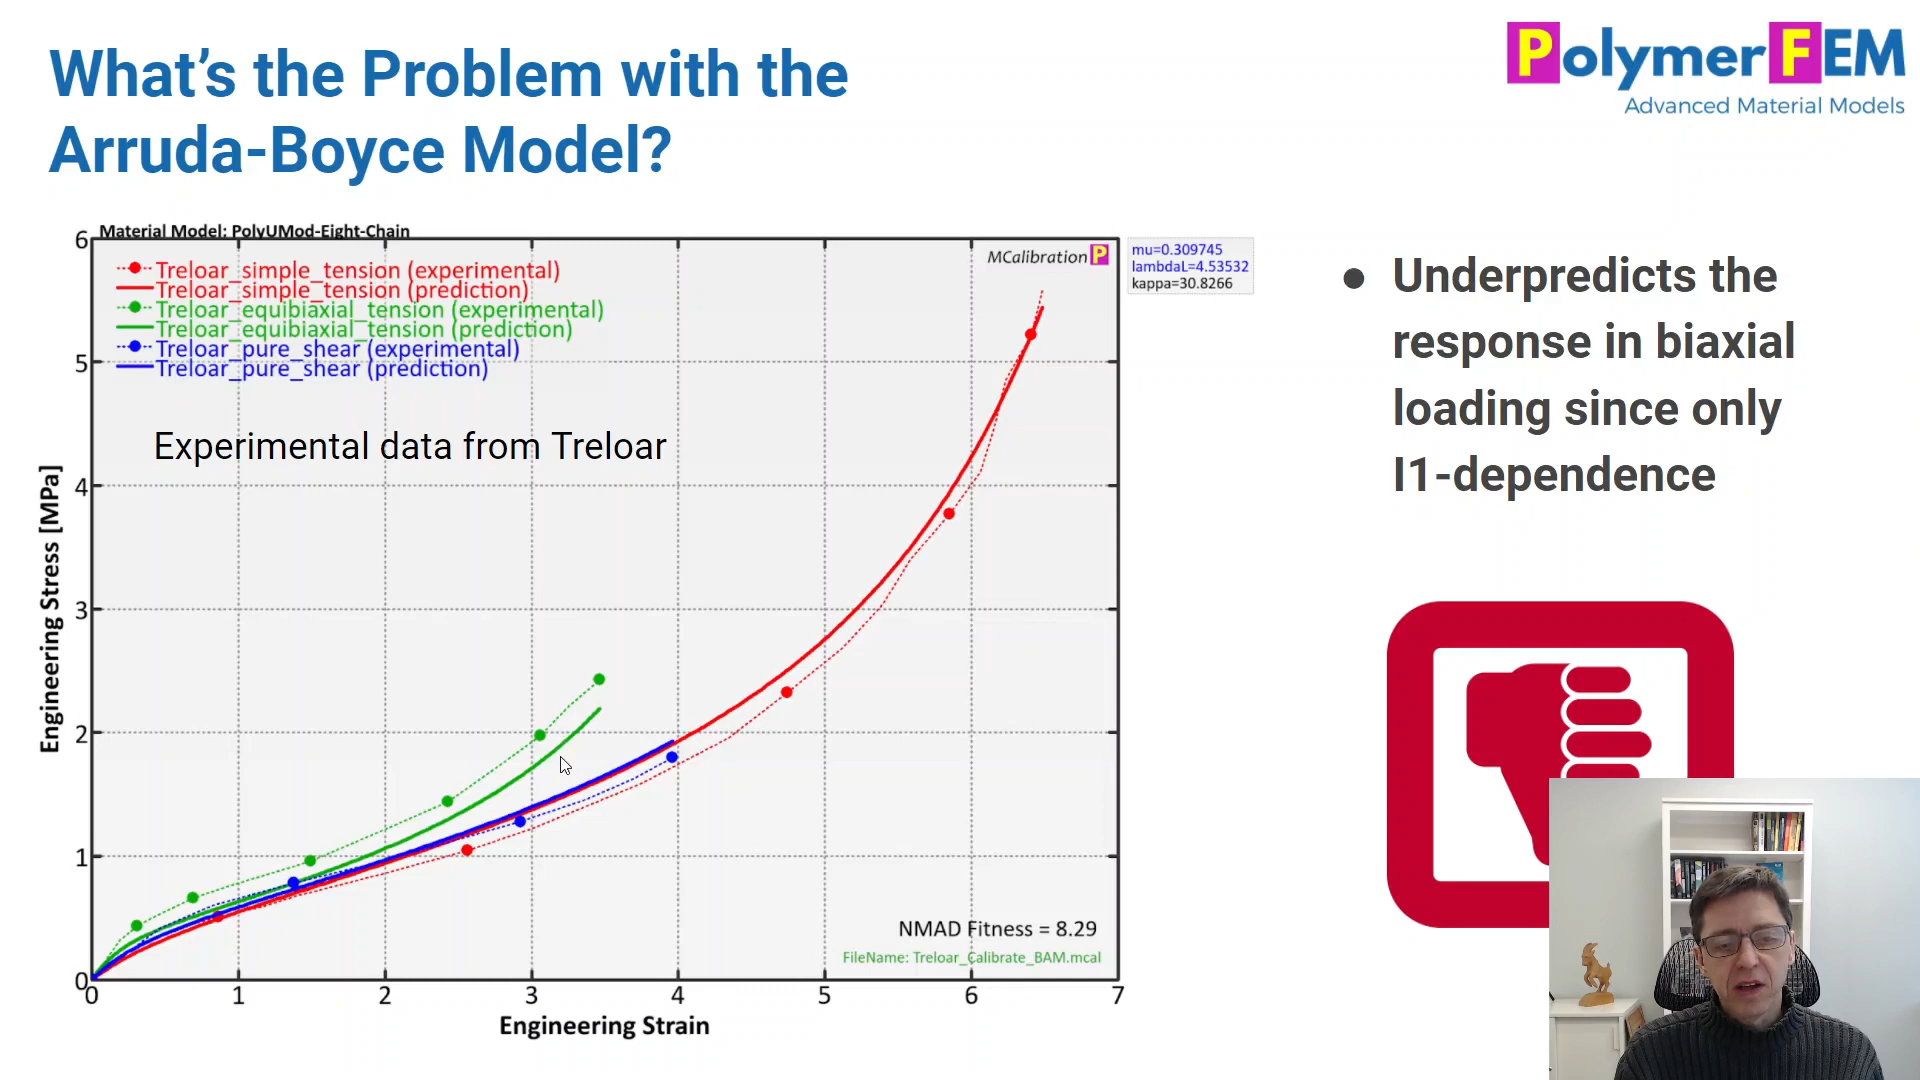 What's the Problem with the
Arruda-Boyce Model?
PolymerFEM
Advanced Material Models
Material Model: PolyUMod-Eight-Chain
Treloar_simple_tension (experimental)
Treloar_simple_tension (prediction)
Treloar_equibiaxial_tension (experimental)
Treloar_equibiaxial_tension (prediction)
Treloar_pure_shear (experimental)
Treloar_pure_shear (prediction)
MCalibration P
mu=0.309745
lambdaL=4.53532
kappa=30.8266
Experimental data from Treloar
Engineering Stress [MPa]
6
5
4
3
2
1
0
NMAD Fitness = 8.29
FileName: Treloar_Calibrate_BAM.mcal
0 1 2 3 4 5 6 7
Engineering Strain
● Underpredicts the
response in biaxial
loading since only
I1-dependence